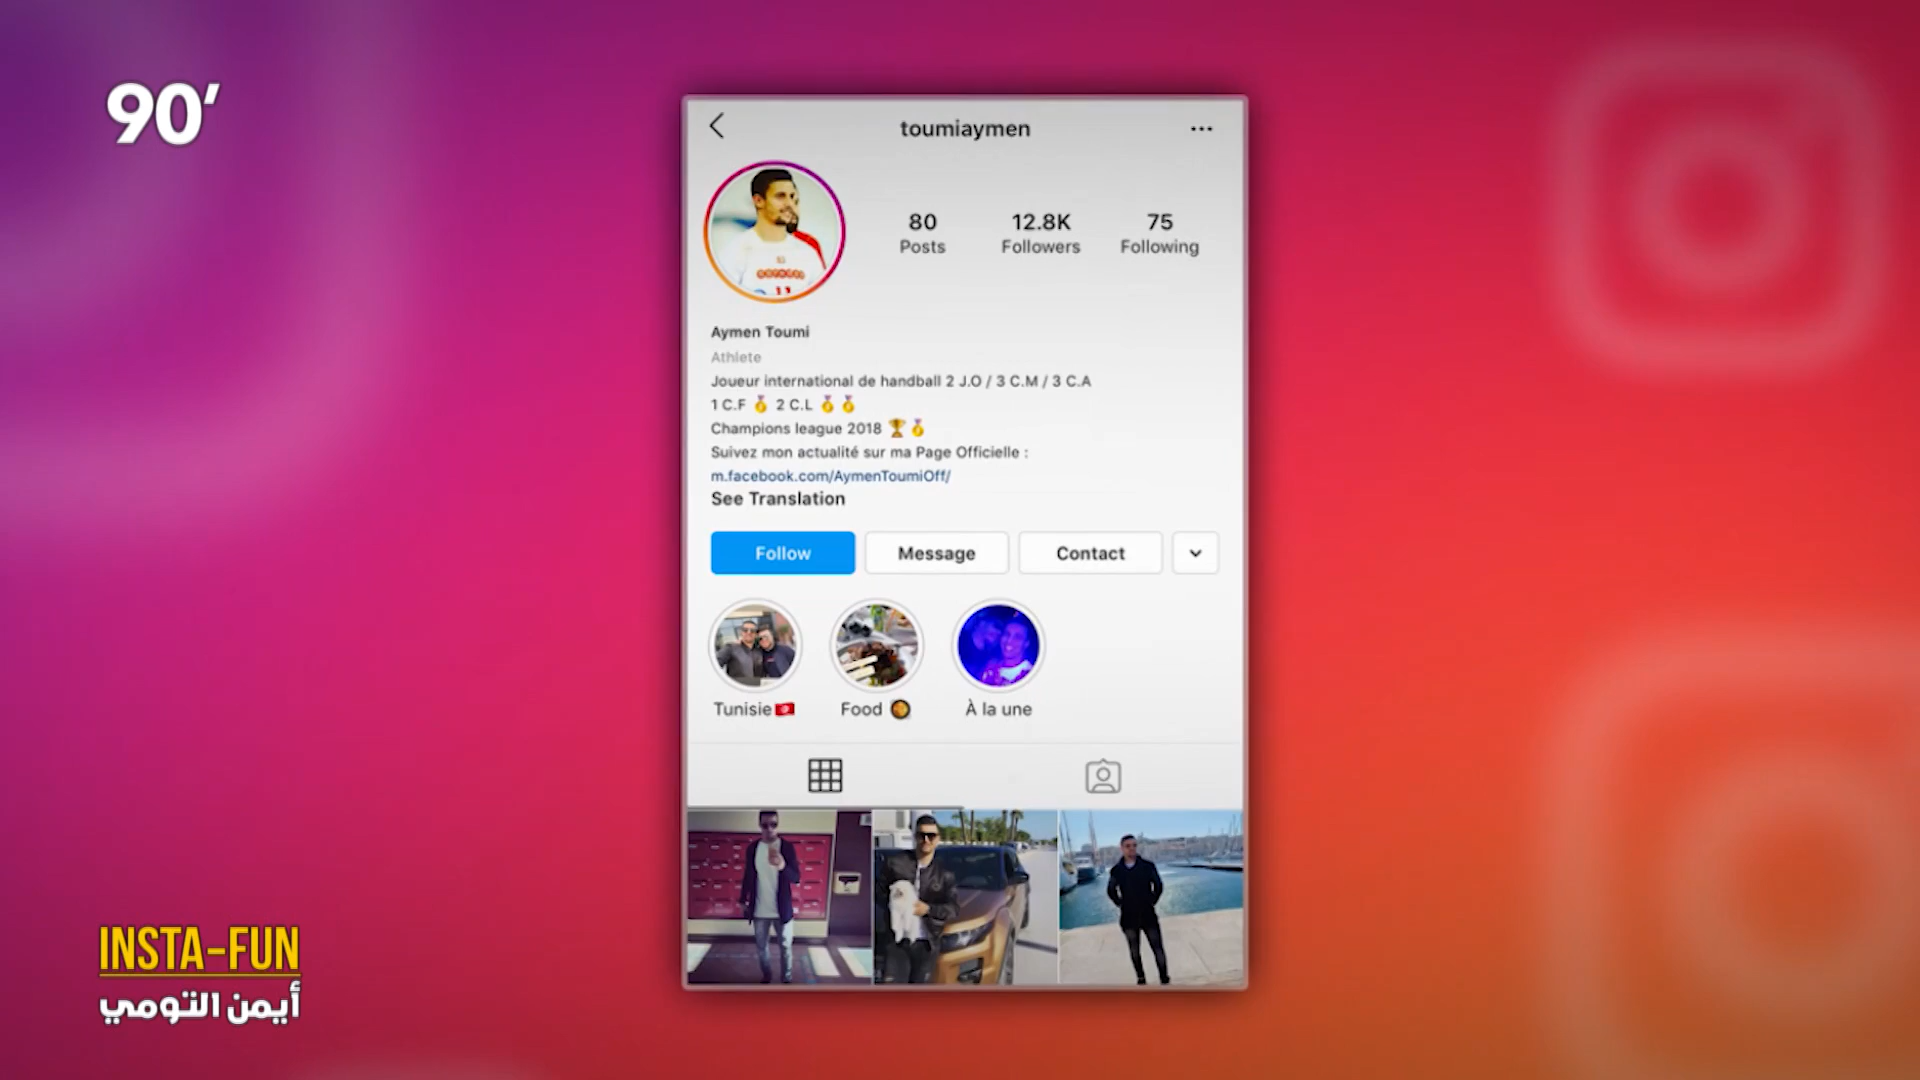 90’
toumiaymen
80
Posts
12.8K
Followers
75
Following
Aymen Toumi
Athlete
Joueur international de handball 2 J.O / 3 C.M / 3 C.A
1 C.F 🥇 2 C.L 🥇 🥇
Champions league 2018 🏆🥇
Suivez mon actualité sur ma Page Officielle :
m.facebook.com/AymenToumiOff/
See Translation
Follow
Message
Contact
Tunisie🇹🇳
Food 🥘
À la une
INSTA-FUN
أيمن التومي